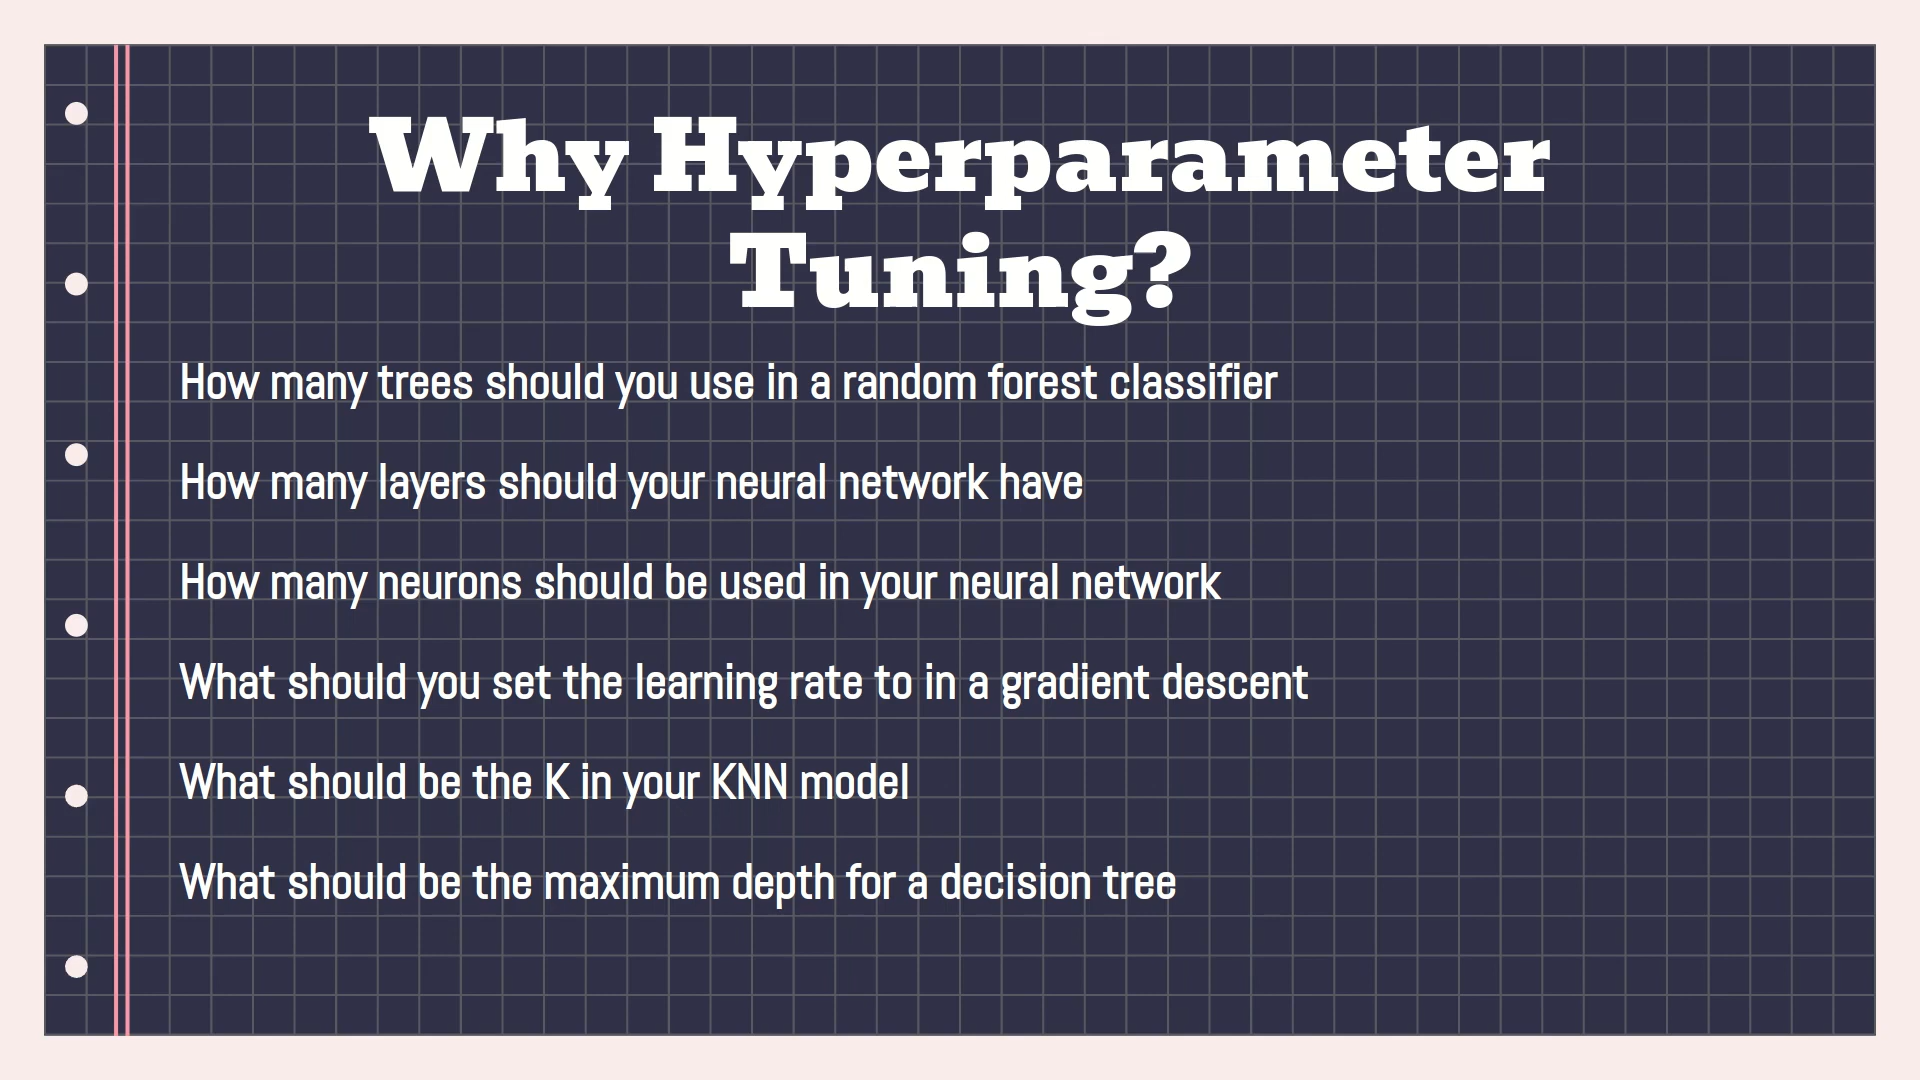 Why Hyperparameter
Tuning?
How many trees should you use in a random forest classifier
How many layers should your neural network have
How many neurons should be used in your neural network
What should you set the learning rate to in a gradient descent
What should be the K in your KNN model
What should be the maximum depth for a decision tree